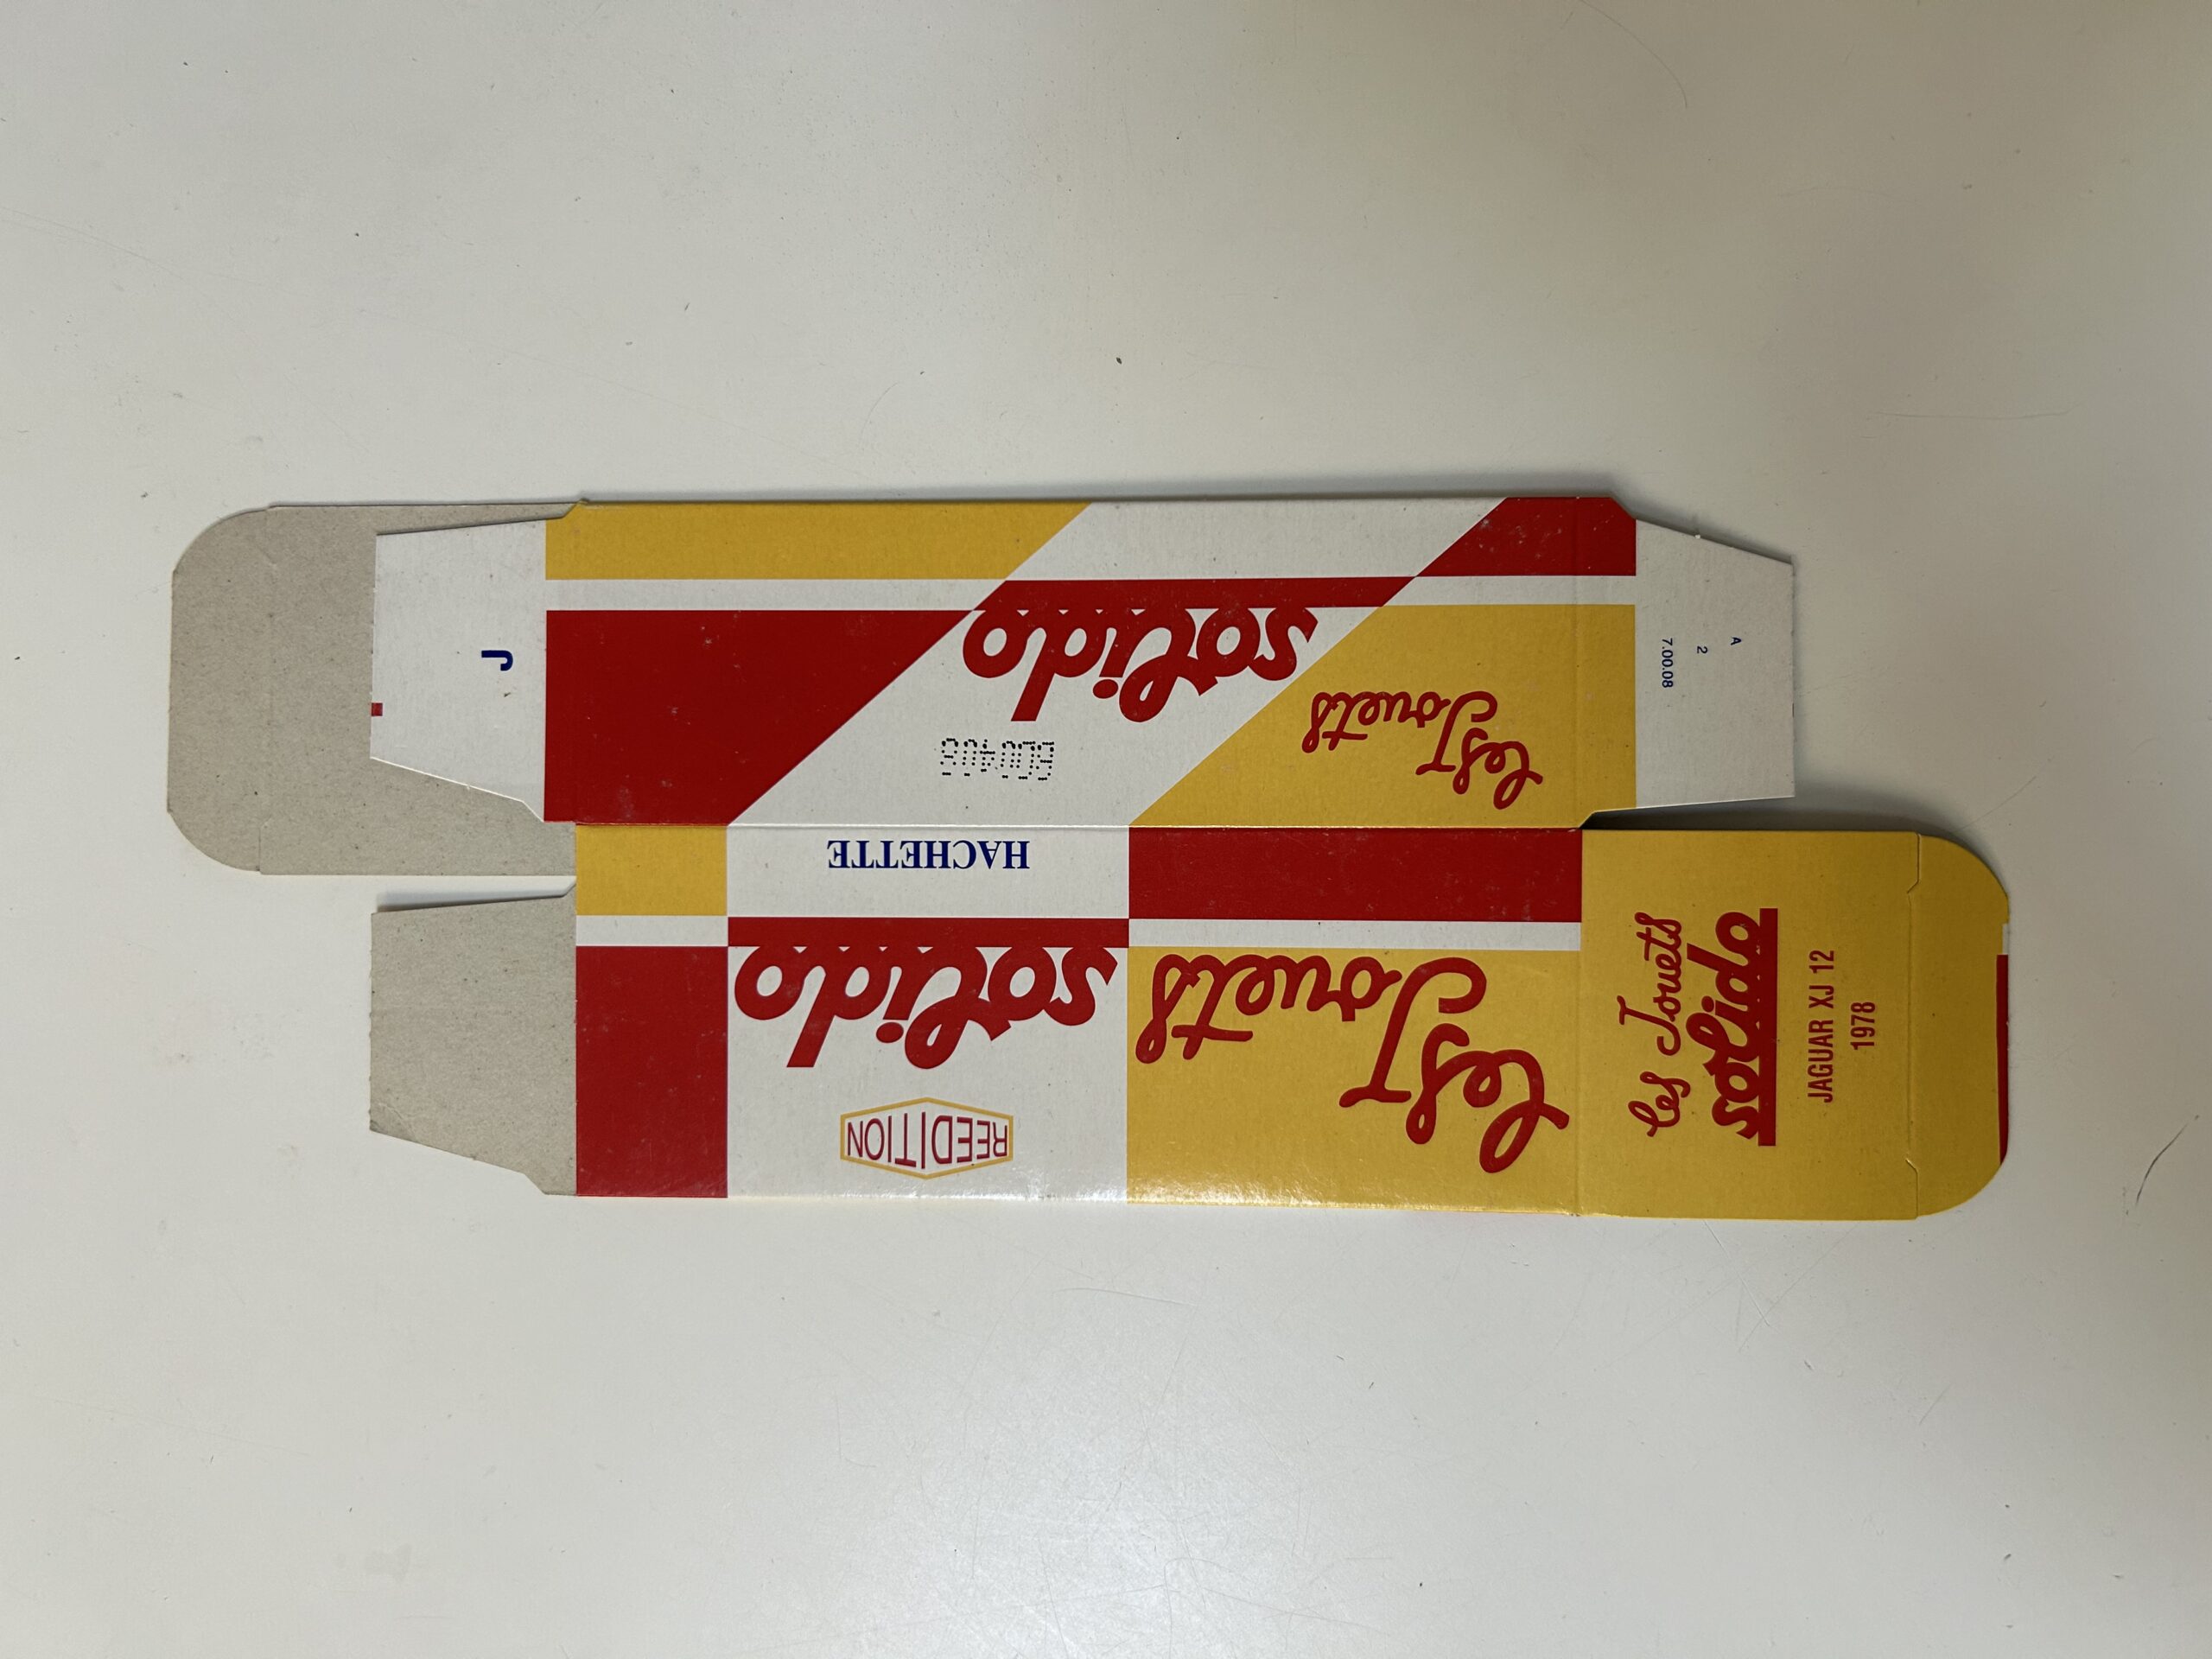 Les
Jouets
solido
REEDITION
HACHETTE
Les
Jouets
solido
Les Jouets
solido
JAGUAR XJ 12
1978
A
2
7.00.08
J